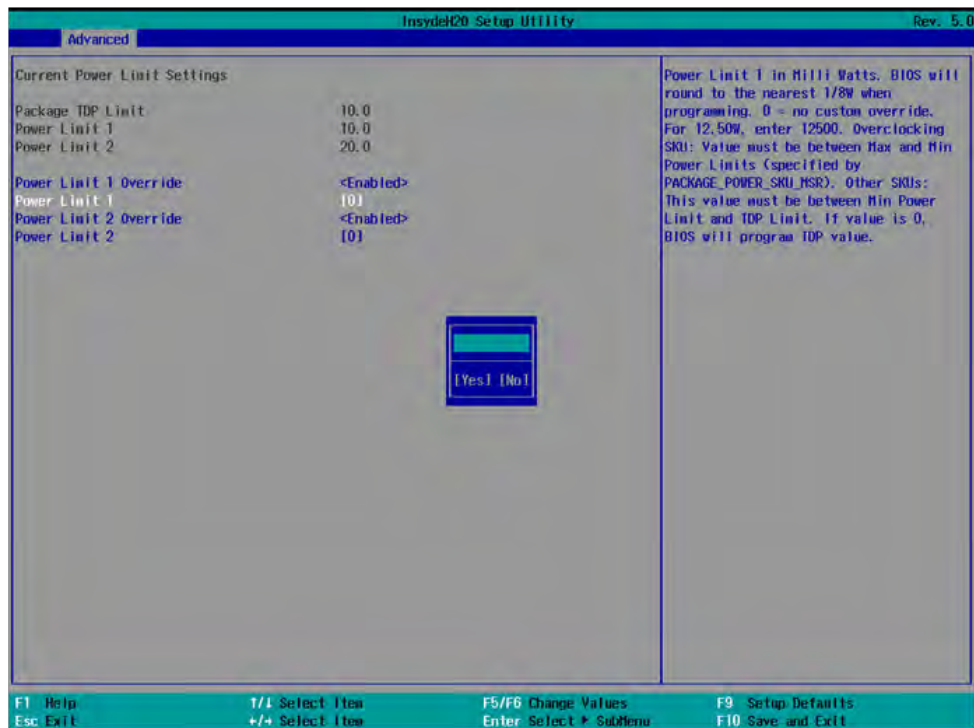 InsydeH20 Setup Utility
Rev. 5.0
Advanced
Current Power Limit Settings
Package TDP Limit 10.0
Power Limit 1 10.0
Power Limit 2 20.0
Power Limit 1 Override <Enabled>
Power Limit 1 [0]
Power Limit 2 Override <Enabled>
Power Limit 2 [0]
Power Limit 1 in Milli Watts. BIOS will
round to the nearest 1/8W when
programming. 0 = no custom override.
For 12.50W, enter 12500. Overclocking
SKU: Value must be between Max and Min
Power Limits (specified by
PACKAGE_POWER_SKU_MSR). Other SKUs:
This value must be between Min Power
Limit and TDP Limit. If value is 0,
BIOS will program TDP value.
[Yes] [No]
F1 Help ↑/↓ Select Item F5/F6 Change Values F9 Setup Defaults
Esc Exit ←/→ Select Item Enter Select ▶ SubMenu F10 Save and Exit